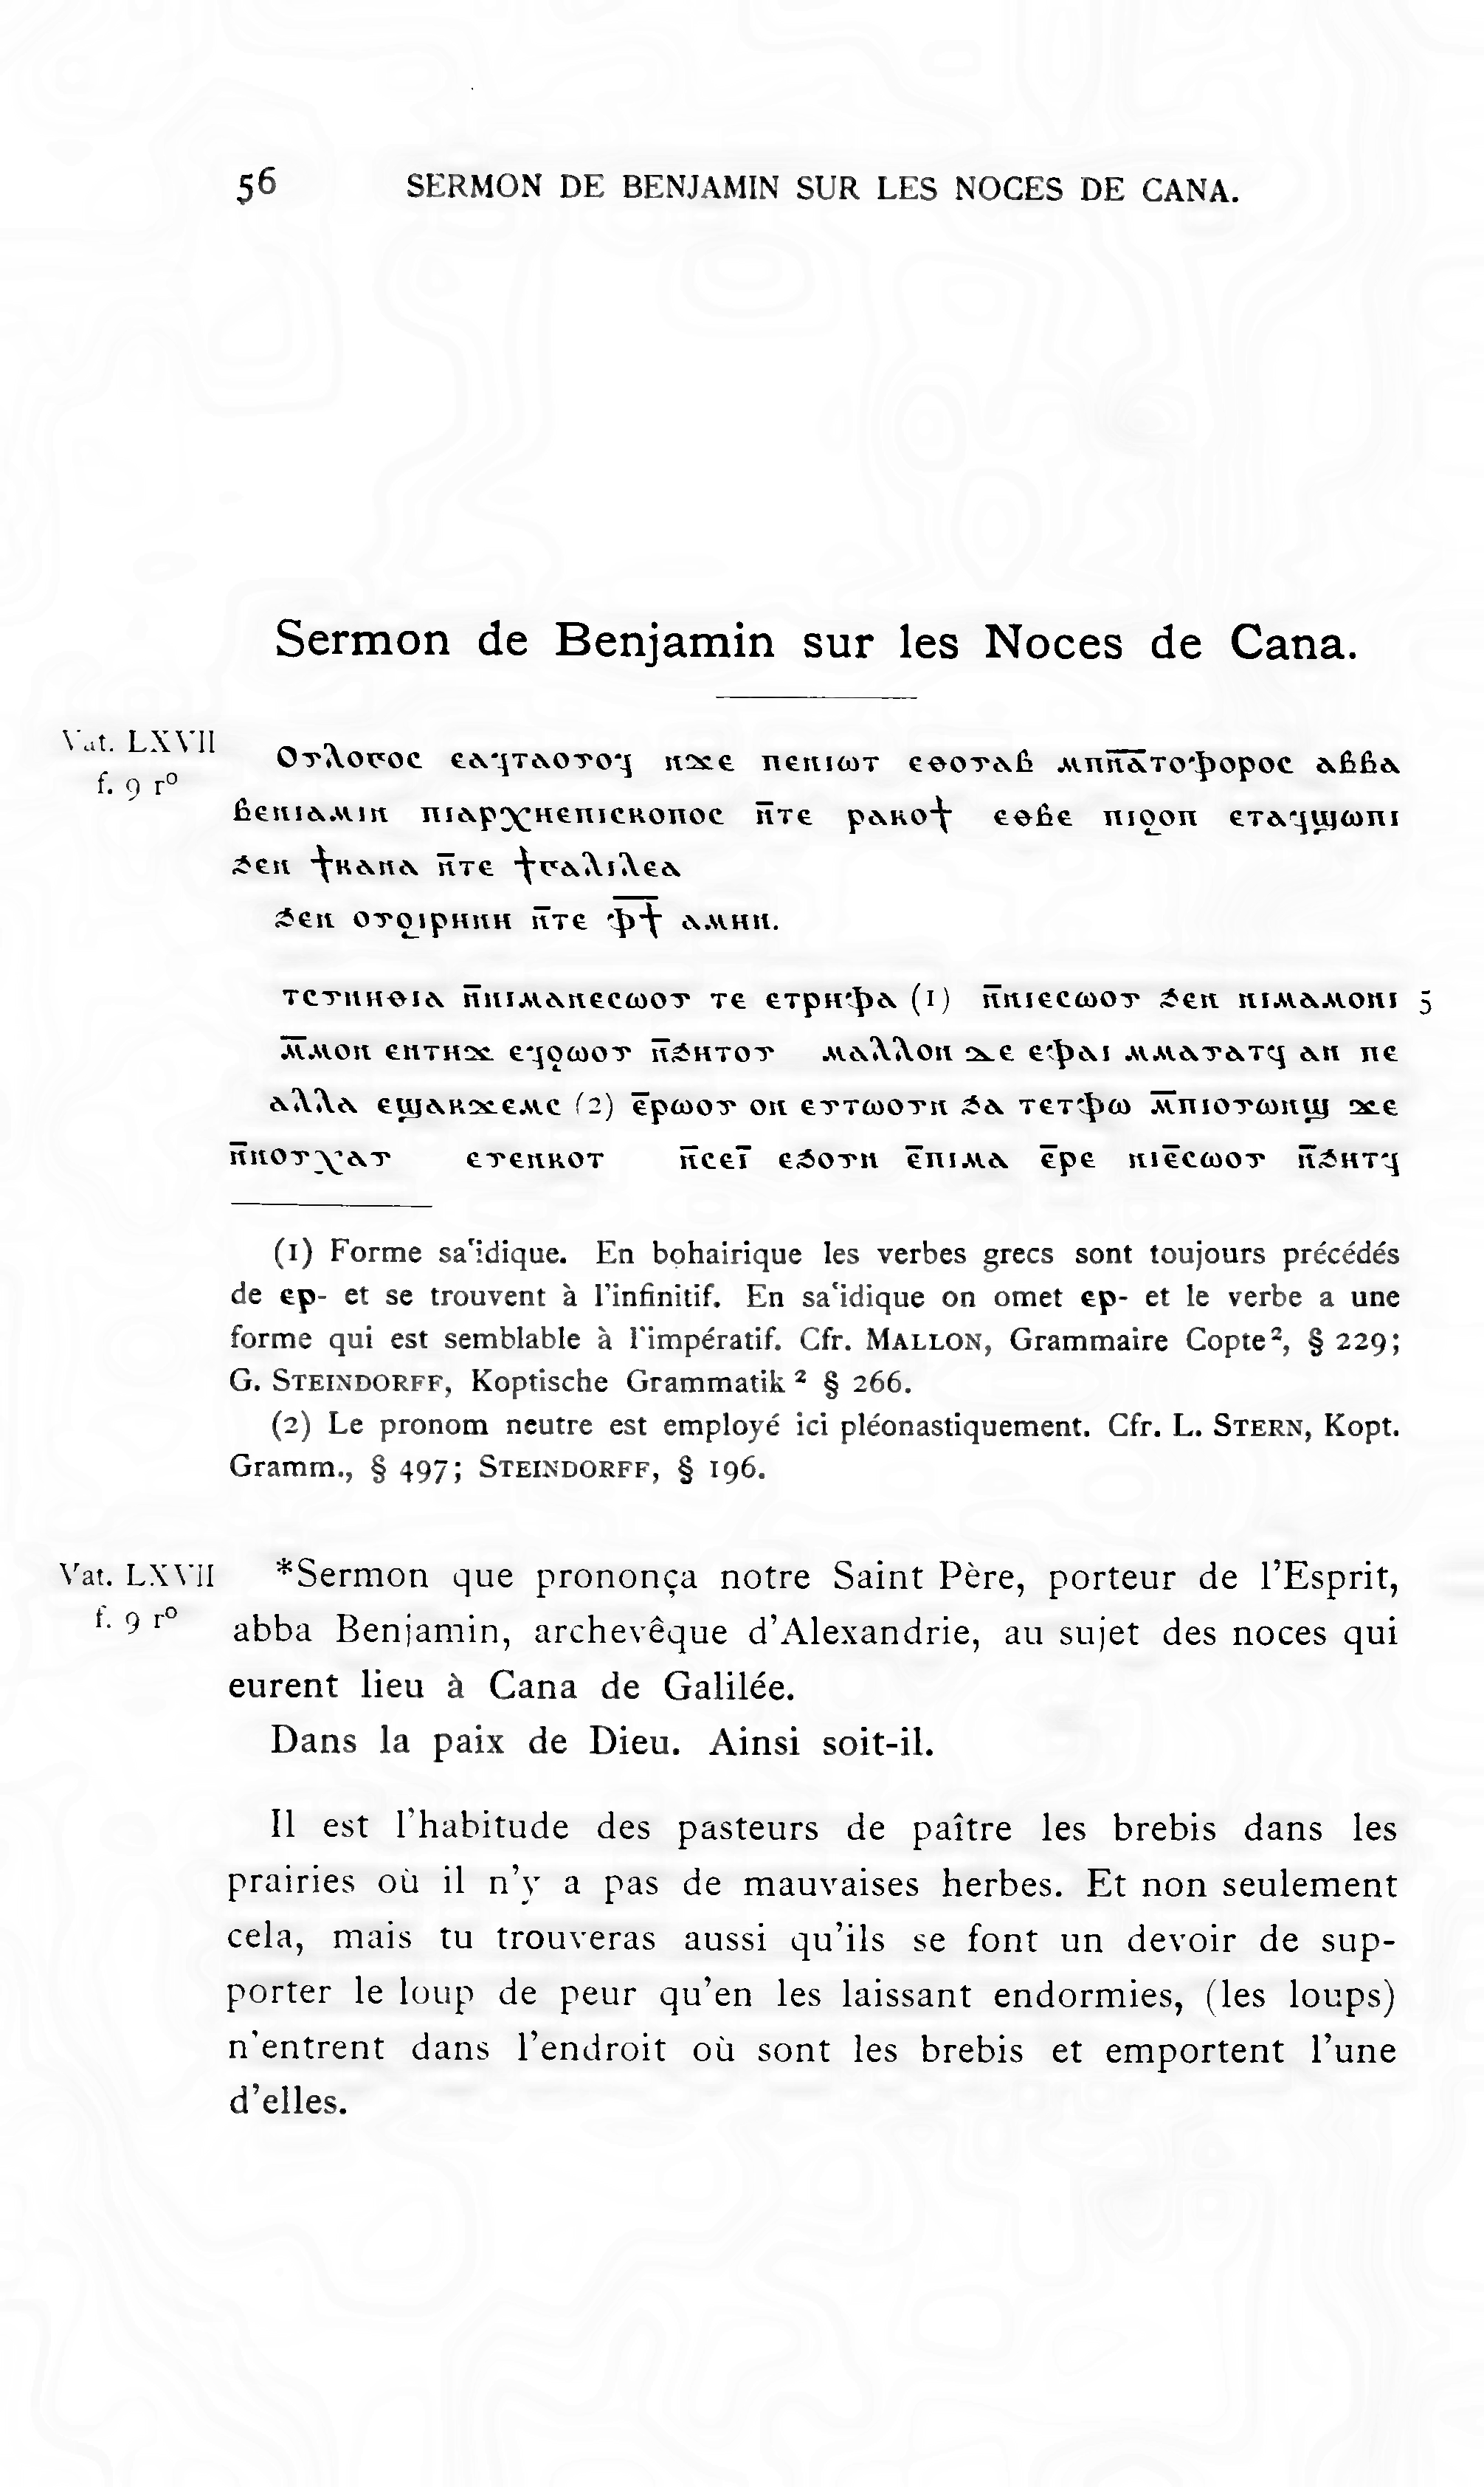 56 SERMON DE BENJAMIN SUR LES NOCES DE CANA.
Sermon de Benjamin sur les Noces de Cana.
Vat. LXVII
f. 9 rº
Ⲟⲩⲗⲟⲅⲟⲥ ⲉⲁϥⲧⲁⲟⲩⲟϥ ⲛϫⲉ ⲡⲉⲛⲓⲱⲧ ⲉⲑⲟⲩⲁⲃ ⲙⲡⲡ̅ⲛ̅ⲁ̅ⲧⲟⲫⲟⲣⲟⲥ ⲁⲃⲃⲁ
ⲃⲉⲛⲓⲁⲙⲓⲛ ⲡⲓⲁⲣⲭⲏⲉⲡⲓⲥⲕⲟⲡⲟⲥ ⲛ̅ⲧⲉ ⲣⲁⲕⲟϯ ⲉⲑⲃⲉ ⲡⲓϩⲟⲡ ⲉⲧⲁϥϣⲱⲡⲓ
ϧⲉⲛ ϯⲕⲁⲛⲁ ⲛ̅ⲧⲉ ϯⲅⲁⲗⲓⲗⲉⲁ
ϧⲉⲛ ⲟⲩϩⲓⲣⲏⲛⲏ ⲛ̅ⲧⲉ ⲫ̅ϯ̅ ⲁⲙⲏⲛ.
ⲧⲥⲩⲛⲏⲑⲓⲁ ⲛ̅ⲛⲓⲙⲁⲛⲉⲥⲱⲟⲩ ⲧⲉ ⲉⲧⲣⲏⲫⲁ (1) ⲛ̅ⲛⲓⲉⲥⲱⲟⲩ ϧⲉⲛ ⲛⲓⲙⲁⲙⲟⲛⲓ 5
ⲙ̅ⲙⲟⲛ ⲉⲛⲧⲏϫ ⲉϥϩⲱⲟⲩ ⲛ̅ϧⲏⲧⲟⲩ ⲙⲁⲗⲗⲟⲛ ϫⲉ ⲉⲫⲁⲓ ⲙⲙⲁⲩⲁⲧϥ ⲁⲛ ⲡⲉ
ⲁⲗⲗⲁ ⲉϣⲁⲕϫⲉⲙⲥ (2) ⲉ̅ⲣⲱⲟⲩ ⲟⲛ ⲉⲩⲧⲱⲟⲩⲛ ϧⲁ ⲧⲉⲧⲫⲱ ⲙ̅ⲡⲓⲟⲩⲱⲛϣ ϫⲉ
ⲛ̅ⲛⲟⲩⲭⲁⲩ ⲉⲩⲉⲛⲕⲟⲧ ⲛ̅ⲥⲉⲓ̅ ⲉϧⲟⲩⲛ ⲉ̅ⲡⲓⲙⲁ ⲉ̅ⲣⲉ ⲛⲓⲉ̅ⲥⲱⲟⲩ ⲛ̅ϧⲏⲧϥ
(1) Forme saʿidique. En bohairique les verbes grecs sont toujours précédés
de ⲉⲣ- et se trouvent à l'infinitif. En saʿidique on omet ⲉⲣ- et le verbe a une
forme qui est semblable à l'impératif. Cfr. MALLON, Grammaire Copte², § 229;
G. STEINDORFF, Koptische Grammatik ² § 266.
(2) Le pronom neutre est employé ici pléonastiquement. Cfr. L. STERN, Kopt.
Gramm., § 497; STEINDORFF, § 196.
Vat. LXVII
f. 9 rº
*Sermon que prononça notre Saint Père, porteur de l'Esprit,
abba Benjamin, archevêque d'Alexandrie, au sujet des noces qui
eurent lieu à Cana de Galilée.
Dans la paix de Dieu. Ainsi soit-il.
Il est l'habitude des pasteurs de paître les brebis dans les
prairies où il n'y a pas de mauvaises herbes. Et non seulement
cela, mais tu trouveras aussi qu'ils se font un devoir de sup-
porter le loup de peur qu'en les laissant endormies, (les loups)
n'entrent dans l'endroit où sont les brebis et emportent l'une
d'elles.